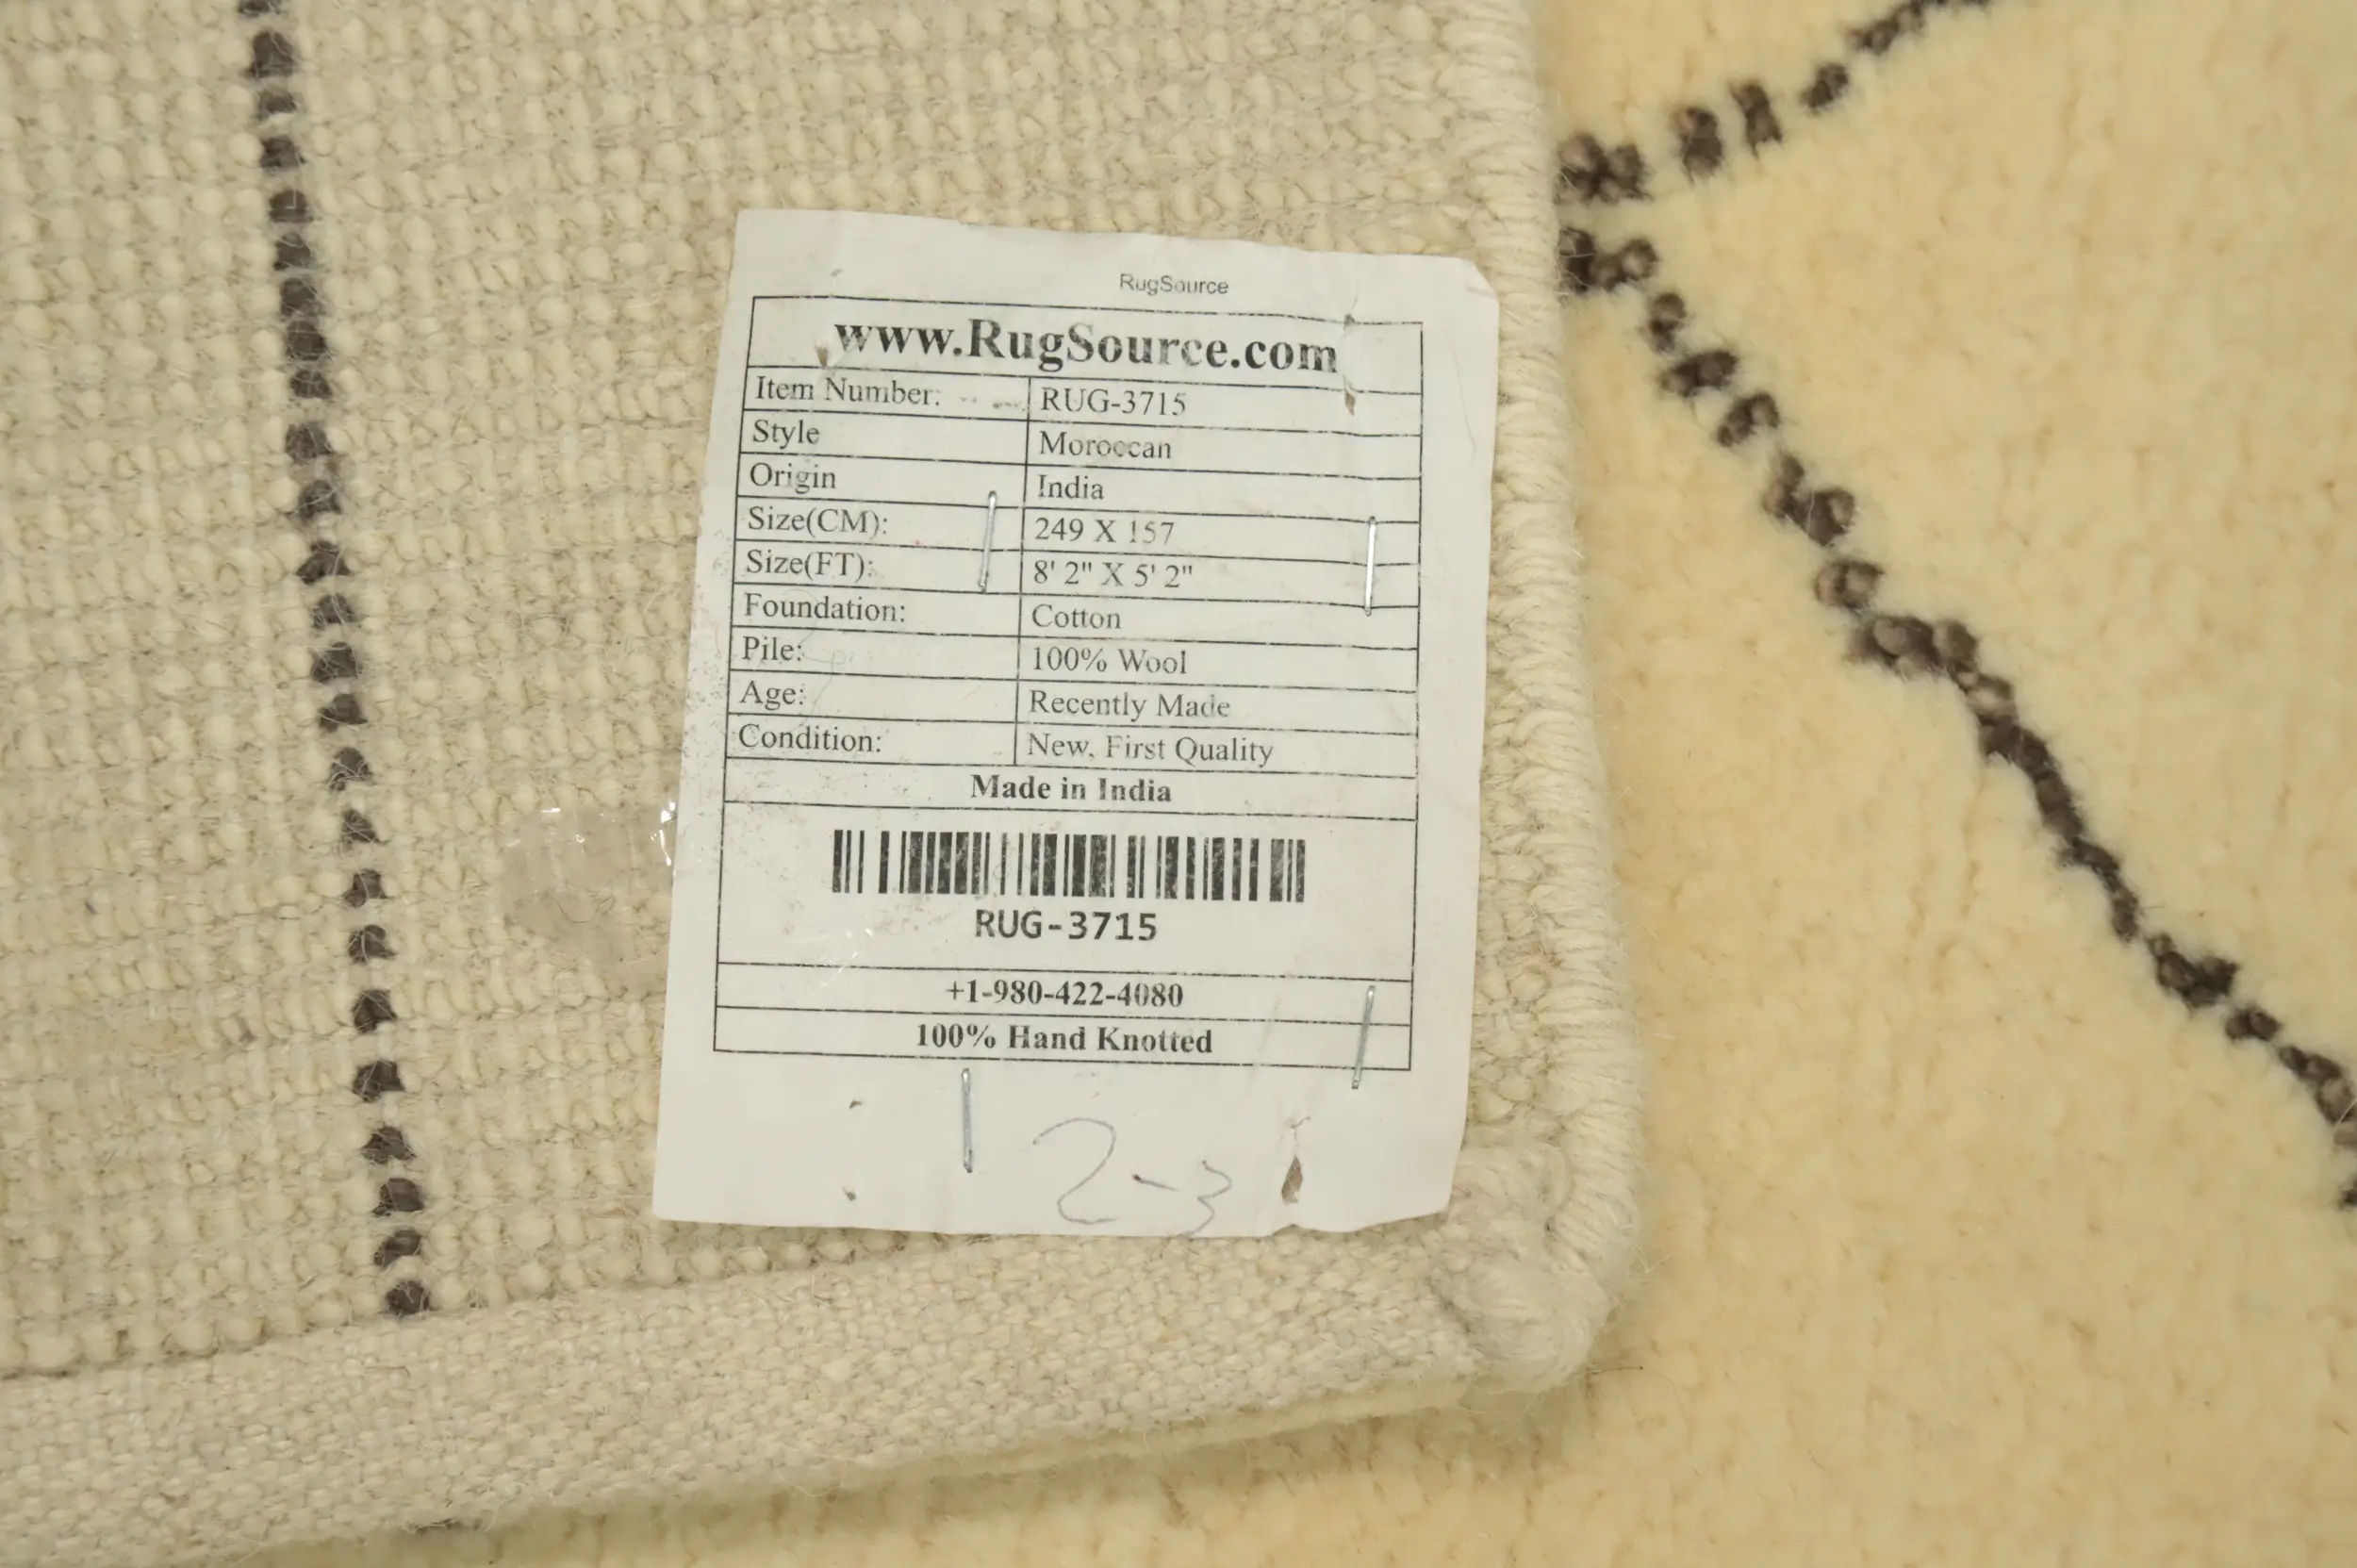 RugSource
www.RugSource.com
Item Number: RUG-3715
Style Moroccan
Origin India
Size(CM): 249 X 157
Size(FT): 8' 2" X 5' 2"
Foundation: Cotton
Pile: 100% Wool
Age: Recently Made
Condition: New, First Quality
Made in India
RUG-3715
+1-980-422-4080
100% Hand Knotted
2-3